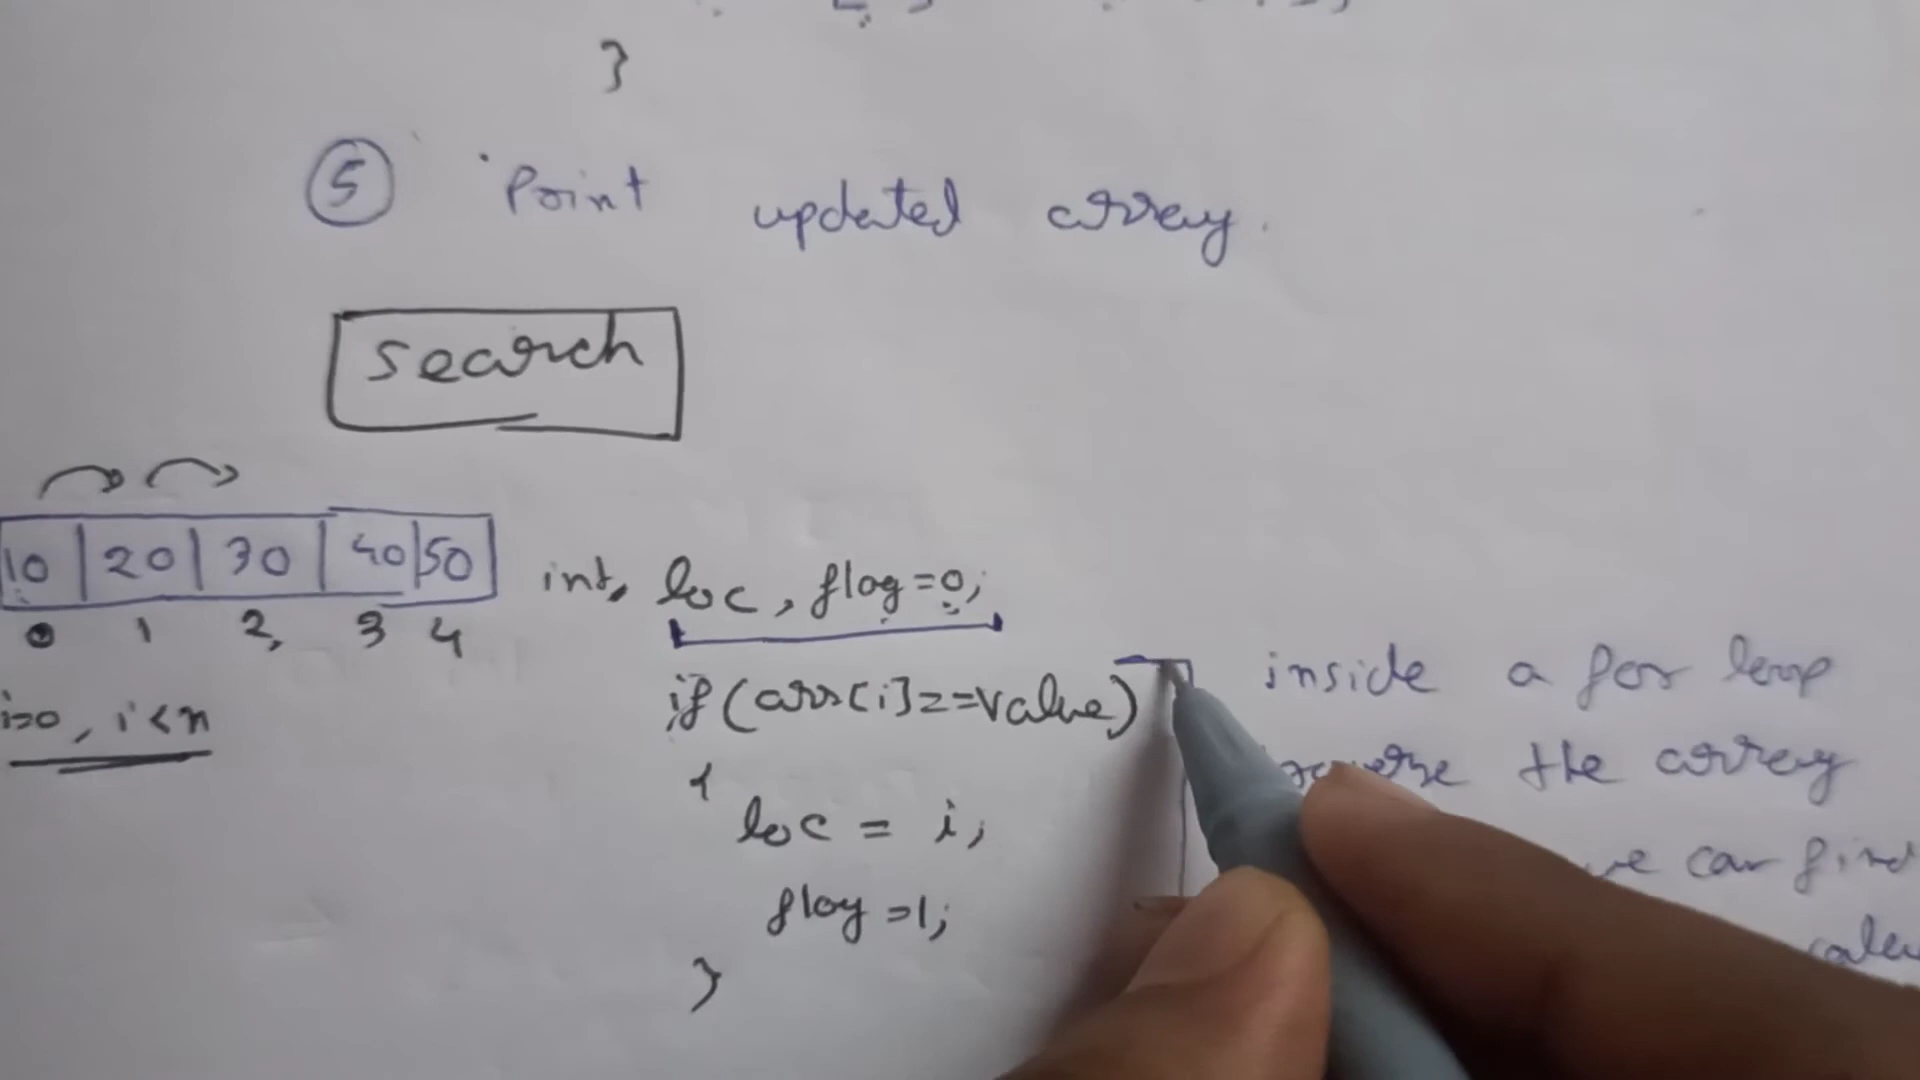 }
5 Print updated array.
search
10 20 30 40 50
0 1 2, 3 4
i=0, i<n
int, loc, flag=0;
if(arr[i]==value)
{
loc = i;
flag=1;
}
inside a for loop
the array
we can find